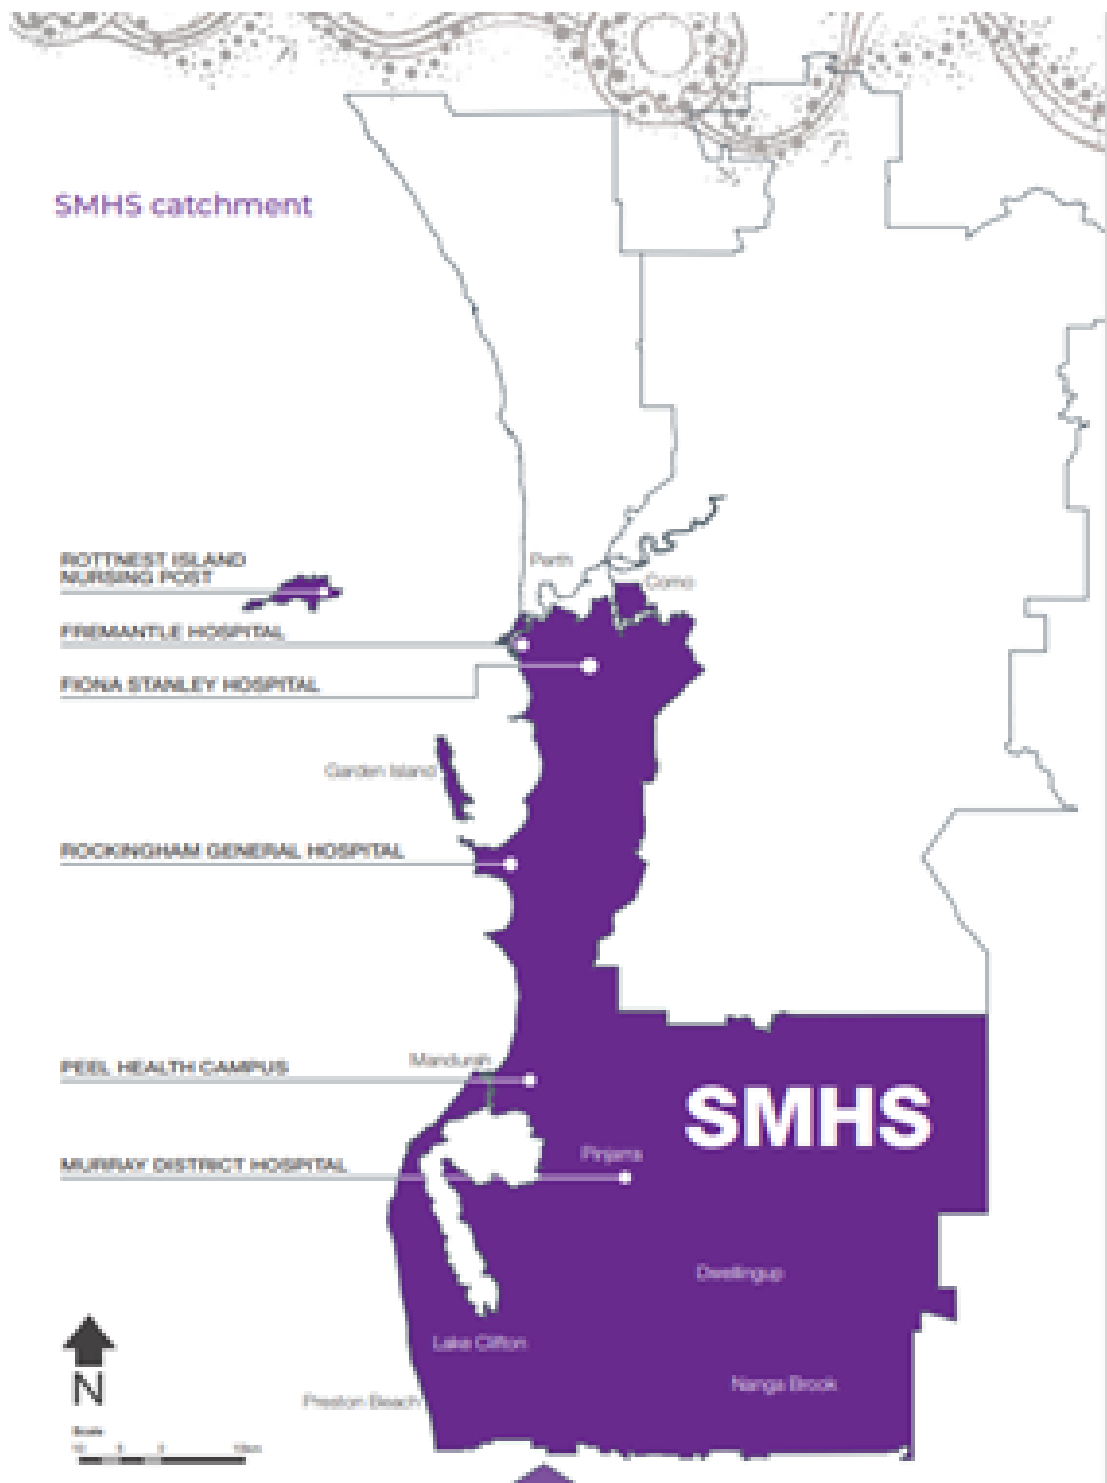 SMHS catchment
ROTTNEST ISLAND
NURSING POST
Perth
Como
FREMANTLE HOSPITAL
FIONA STANLEY HOSPITAL
Garden Island
ROCKINGHAM GENERAL HOSPITAL
Mandurah
PEEL HEALTH CAMPUS
SMHS
Pinjarra
MURRAY DISTRICT HOSPITAL
Dwellingup
Lake Clifton
Nanga Brook
Preston Beach
N
Scale